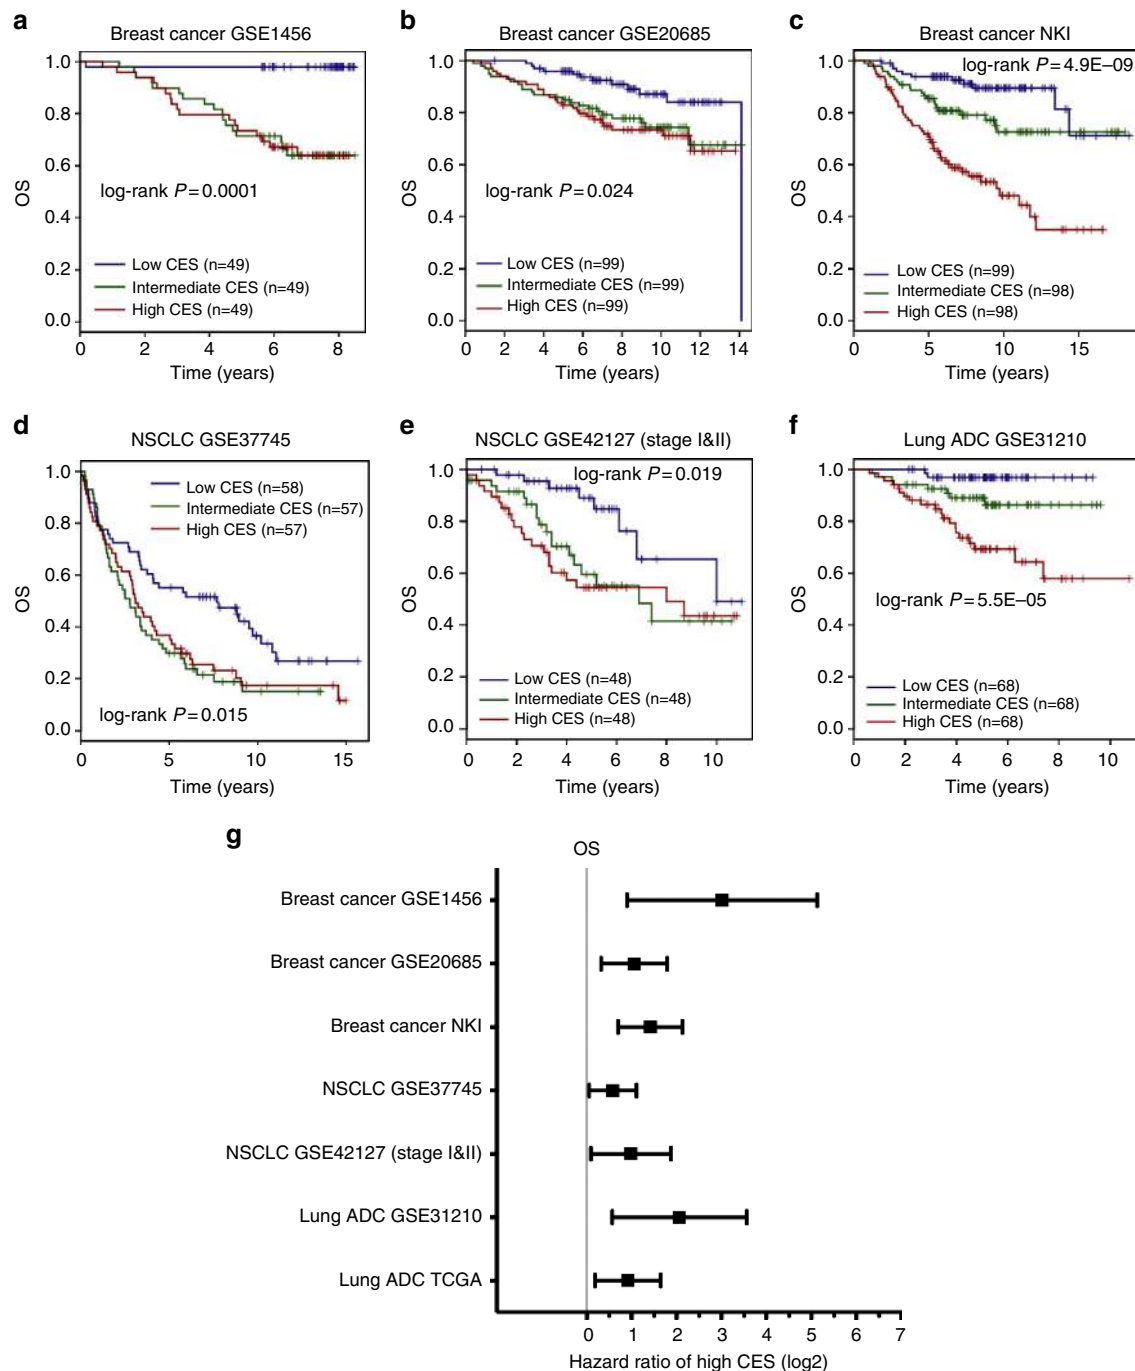 a
Breast cancer GSE1456
1.0
0.8
0.6
0.4
0.2
0.0
OS
log-rank P=0.0001
Low CES (n=49)
Intermediate CES (n=49)
High CES (n=49)
0 2 4 6 8
Time (years)
b
Breast cancer GSE20685
1.0
0.8
0.6
0.4
0.2
0.0
OS
log-rank P=0.024
Low CES (n=99)
Intermediate CES (n=99)
High CES (n=99)
0 2 4 6 8 10 12 14
Time (years)
c
Breast cancer NKI
1.0
0.8
0.6
0.4
0.2
0.0
OS
log-rank P=4.9E–09
Low CES (n=99)
Intermediate CES (n=98)
High CES (n=98)
0 5 10 15
Time (years)
d
NSCLC GSE37745
1.0
0.8
0.6
0.4
0.2
0.0
OS
Low CES (n=58)
Intermediate CES (n=57)
High CES (n=57)
log-rank P=0.015
0 5 10 15
Time (years)
e
NSCLC GSE42127 (stage I&II)
1.0
0.8
0.6
0.4
0.2
0.0
OS
log-rank P=0.019
Low CES (n=48)
Intermediate CES (n=48)
High CES (n=48)
0 2 4 6 8 10
Time (years)
f
Lung ADC GSE31210
1.0
0.8
0.6
0.4
0.2
0.0
OS
log-rank P=5.5E–05
Low CES (n=68)
Intermediate CES (n=68)
High CES (n=68)
0 2 4 6 8 10
Time (years)
g
OS
Breast cancer GSE1456
Breast cancer GSE20685
Breast cancer NKI
NSCLC GSE37745
NSCLC GSE42127 (stage I&II)
Lung ADC GSE31210
Lung ADC TCGA
0 1 2 3 4 5 6 7
Hazard ratio of high CES (log2)